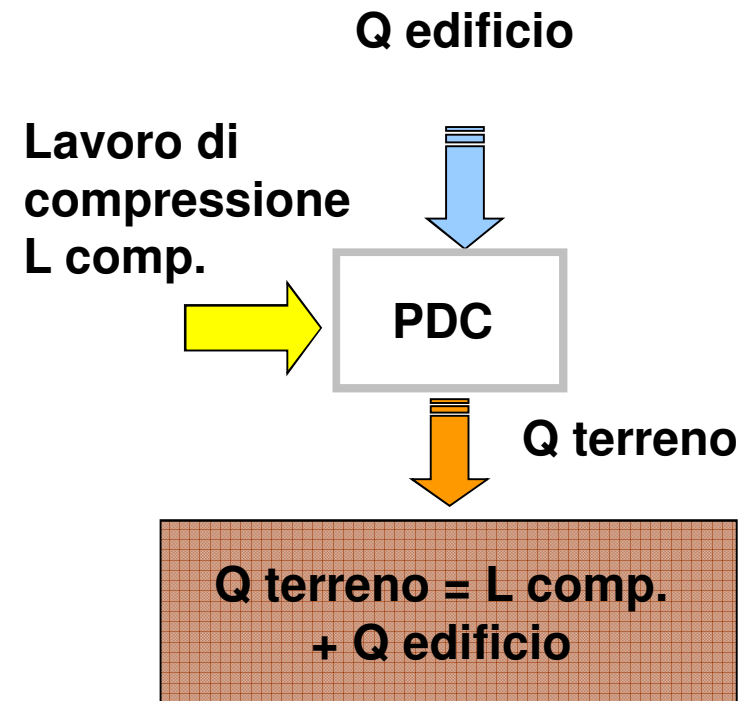 Q edificio
Lavoro di
compressione
L comp.
PDC
Q terreno
Q terreno = L comp.
+ Q edificio